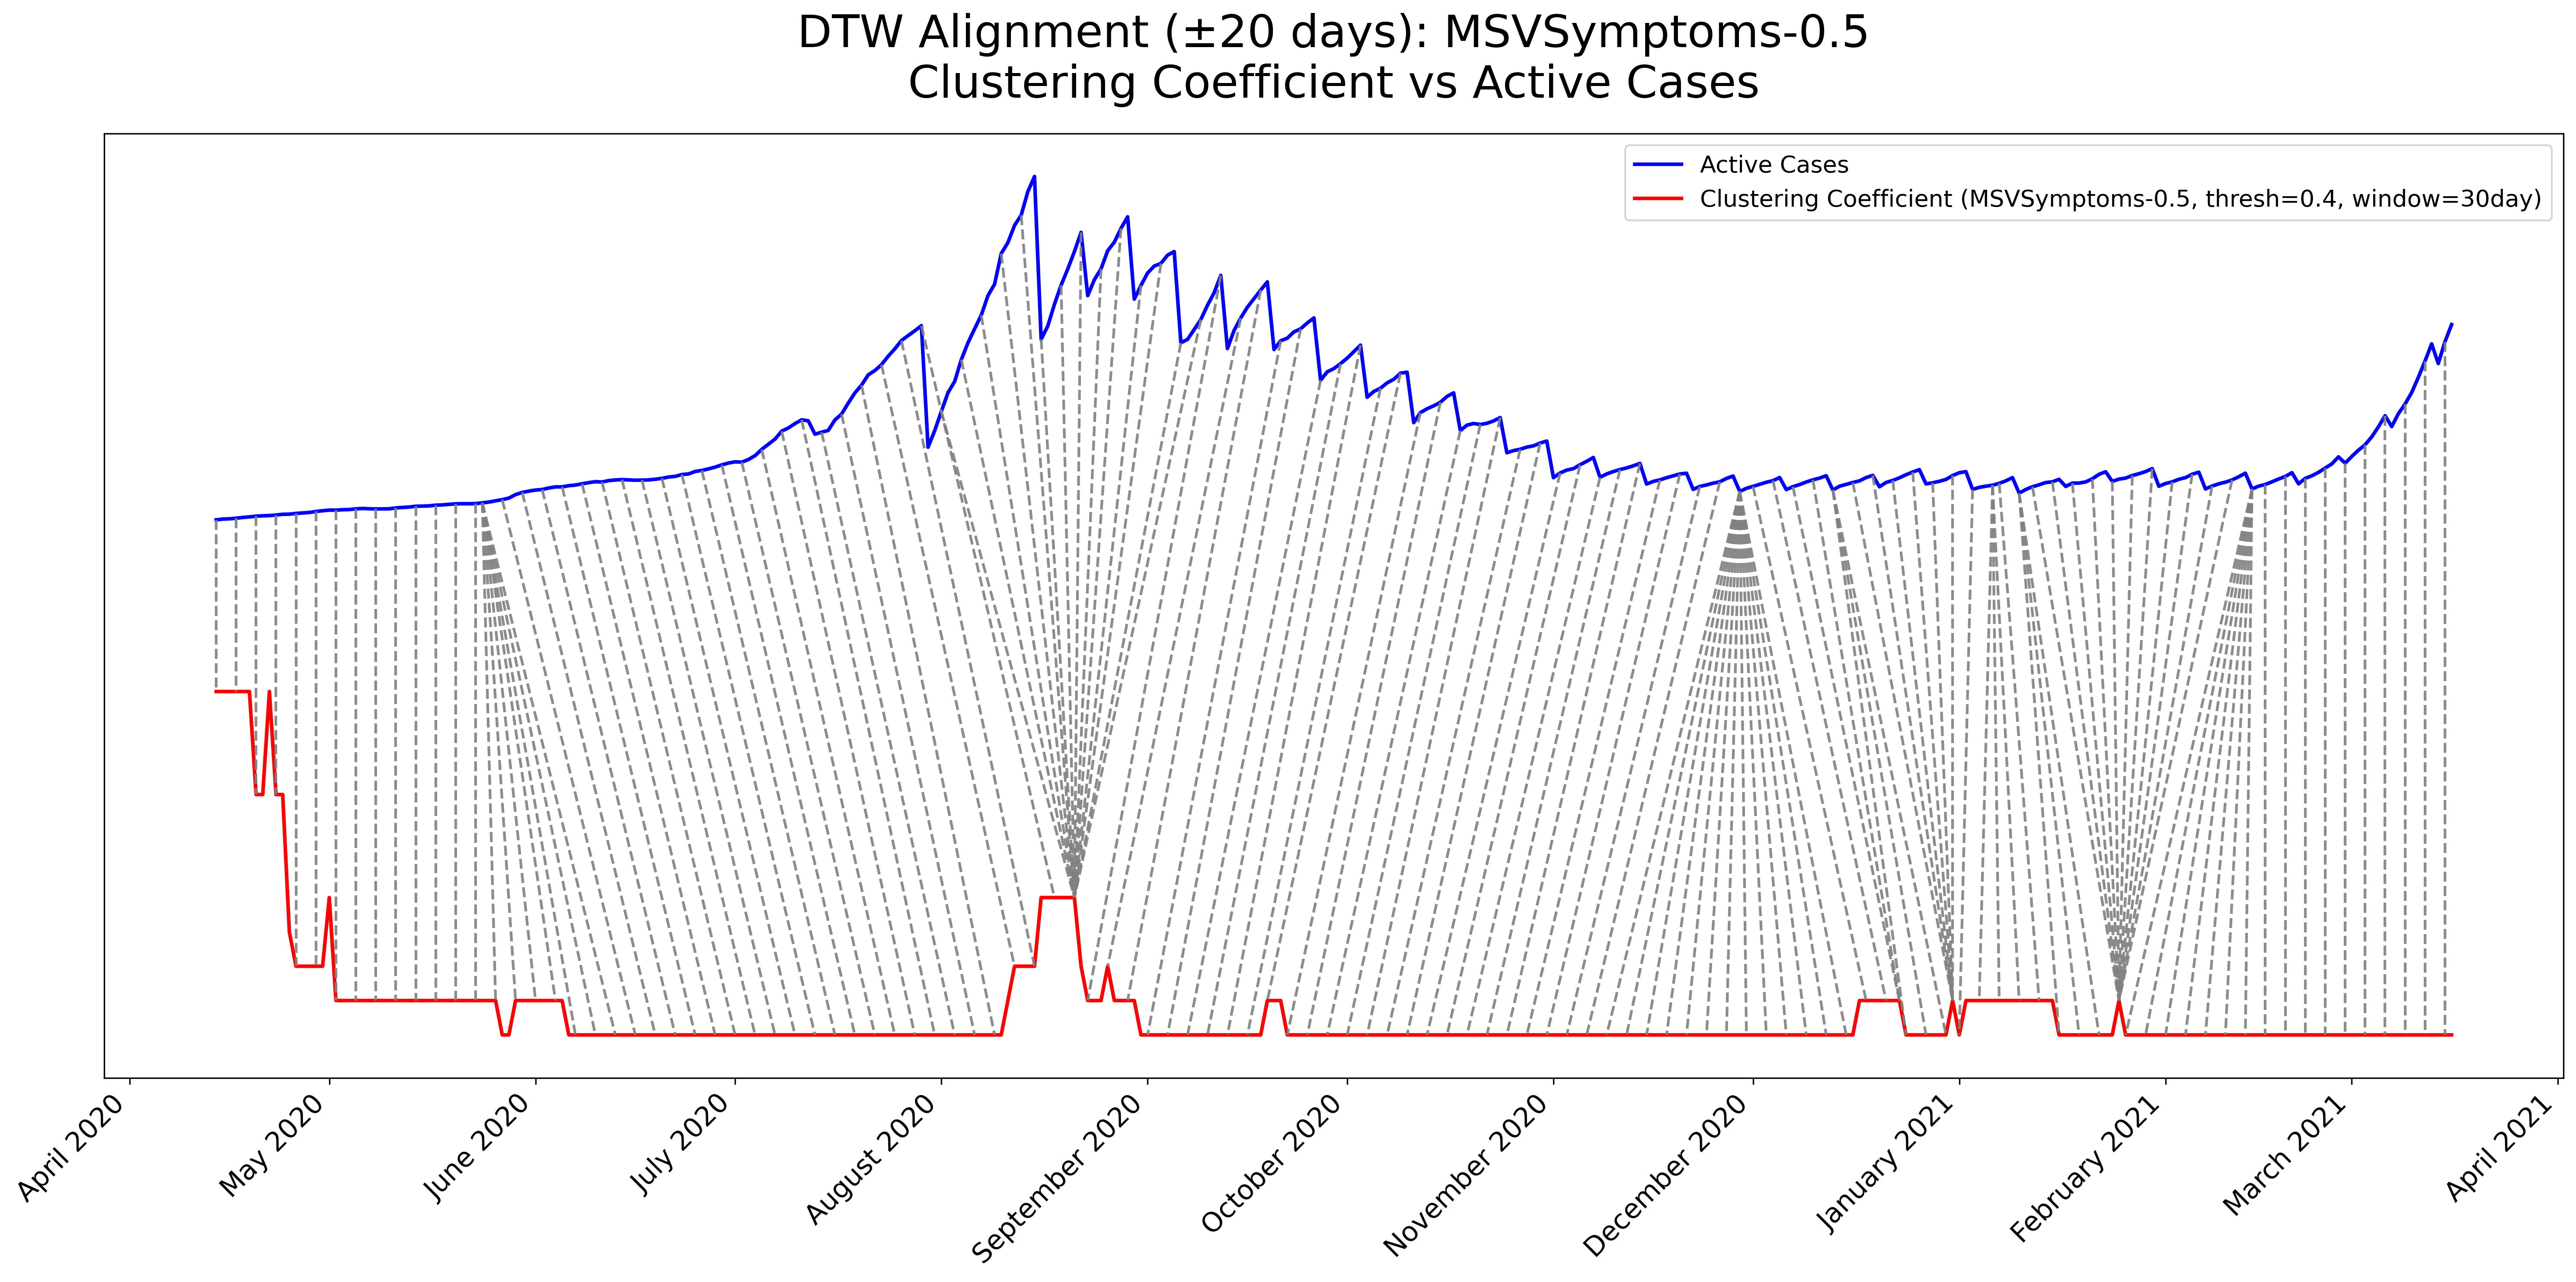 DTW Alignment (±20 days): MSVSymptoms-0.5
Clustering Coefficient vs Active Cases
Active Cases
Clustering Coefficient (MSVSymptoms-0.5, thresh=0.4, window=30day)
April 2020
May 2020
June 2020
July 2020
August 2020
September 2020
October 2020
November 2020
December 2020
January 2021
February 2021
March 2021
April 2021